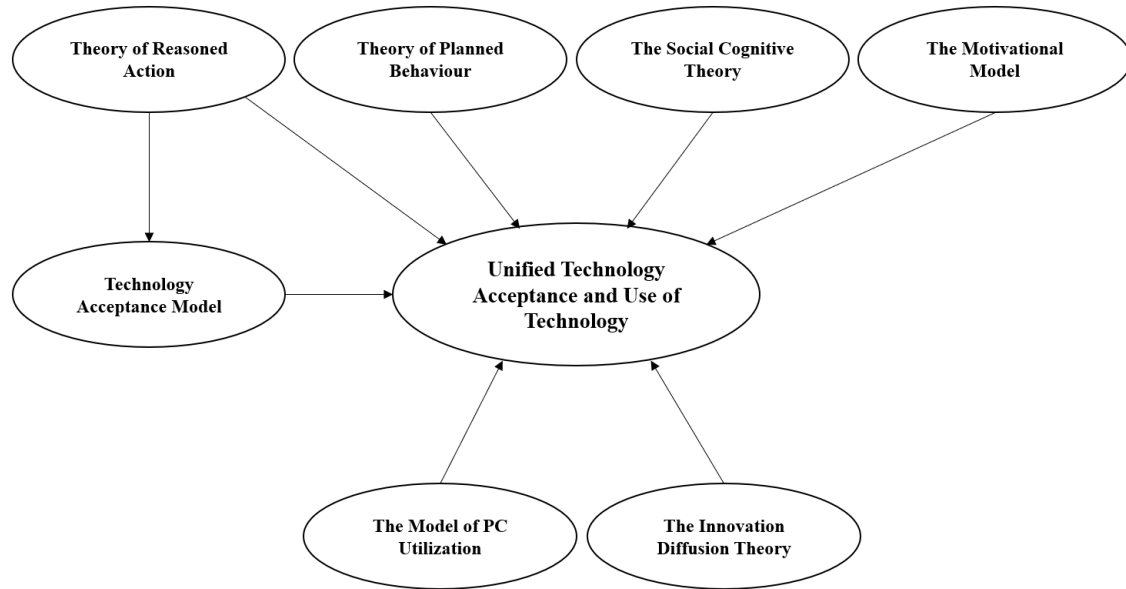 Theory of Reasoned
Action
Theory of Planned
Behaviour
The Social Cognitive
Theory
The Motivational
Model
Technology
Acceptance Model
Unified Technology
Acceptance and Use of
Technology
The Model of PC
Utilization
The Innovation
Diffusion Theory